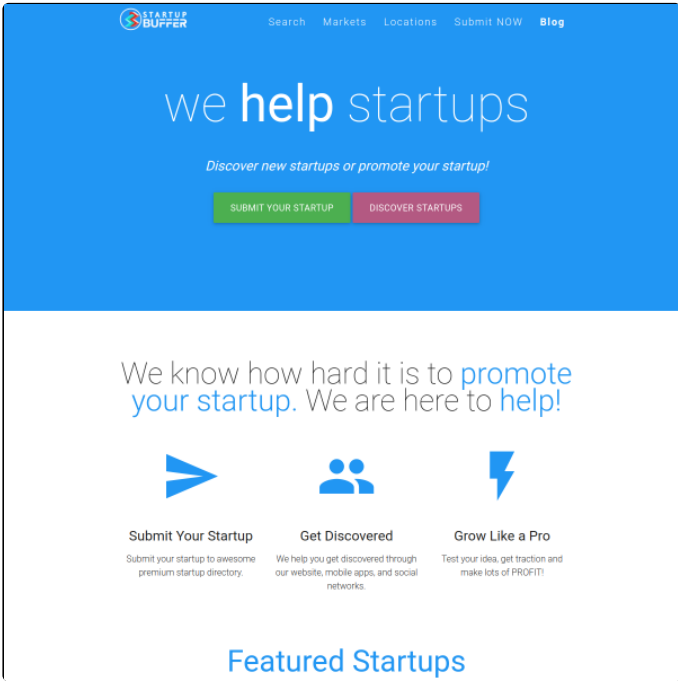 STARTUP
BUFFER
Search Markets Locations Submit NOW Blog
we help startups
Discover new startups or promote your startup!
SUBMIT YOUR STARTUP DISCOVER STARTUPS
We know how hard it is to promote
your startup. We are here to help!
Submit Your Startup
Submit your startup to awesome
premium startup directory.
Get Discovered
We help you get discovered through
our website, mobile apps, and social
networks.
Grow Like a Pro
Test your idea, get traction and
make lots of PROFIT!
Featured Startups